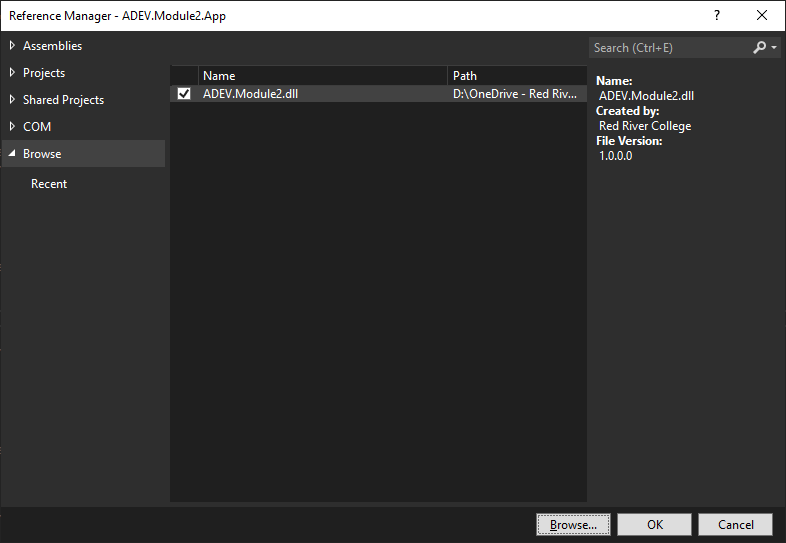 Reference Manager - ADEV.Module2.App
?
Assemblies
Projects
Shared Projects
COM
Browse
Recent
Name Path
ADEV.Module2.dll D:\OneDrive - Red Riv...
Search (Ctrl+E)
Name:
ADEV.Module2.dll
Created by:
Red River College
File Version:
1.0.0.0
Browse... OK Cancel